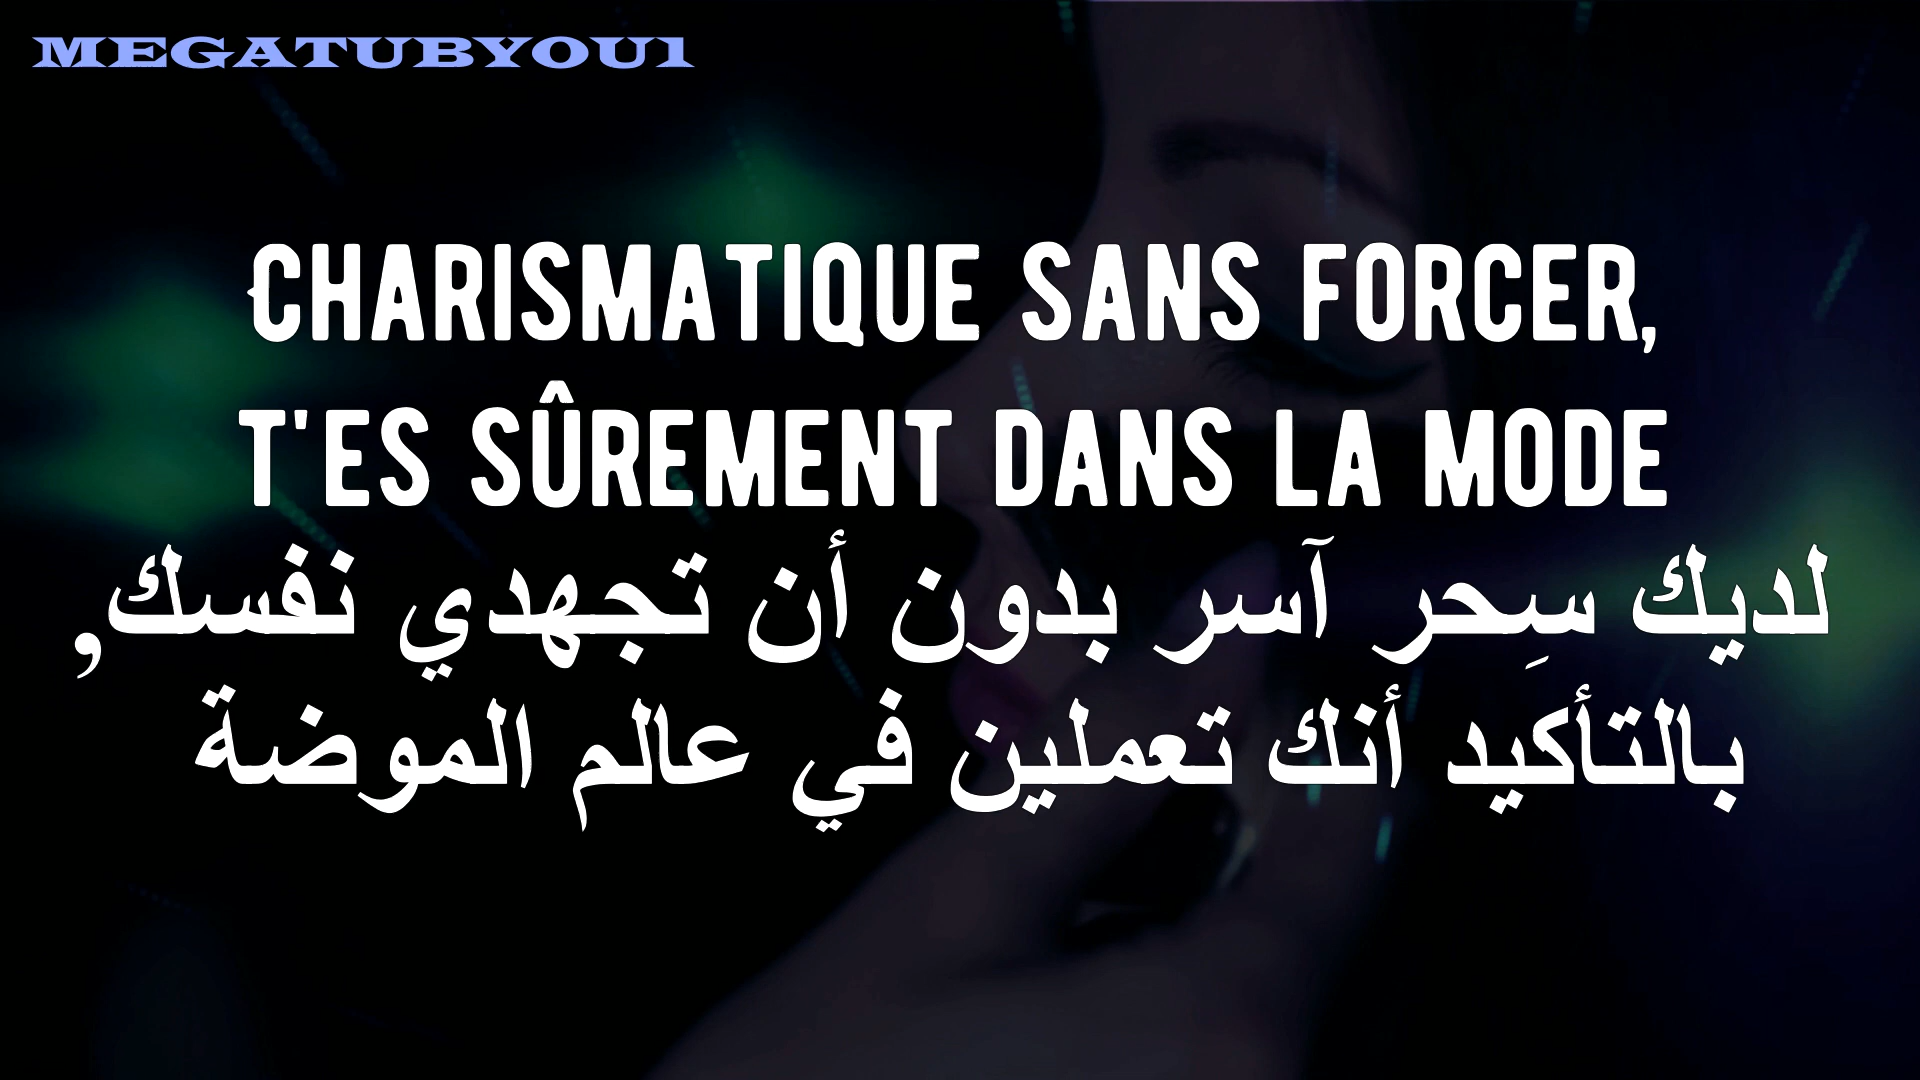 MEGATUBYOU1
CHARISMATIQUE SANS FORCER,
T'ES SÛREMENT DANS LA MODE
لديك سِحر آسر بدون أن تجهدي نفسك,
بالتأكيد أنك تعملين في عالم الموضة